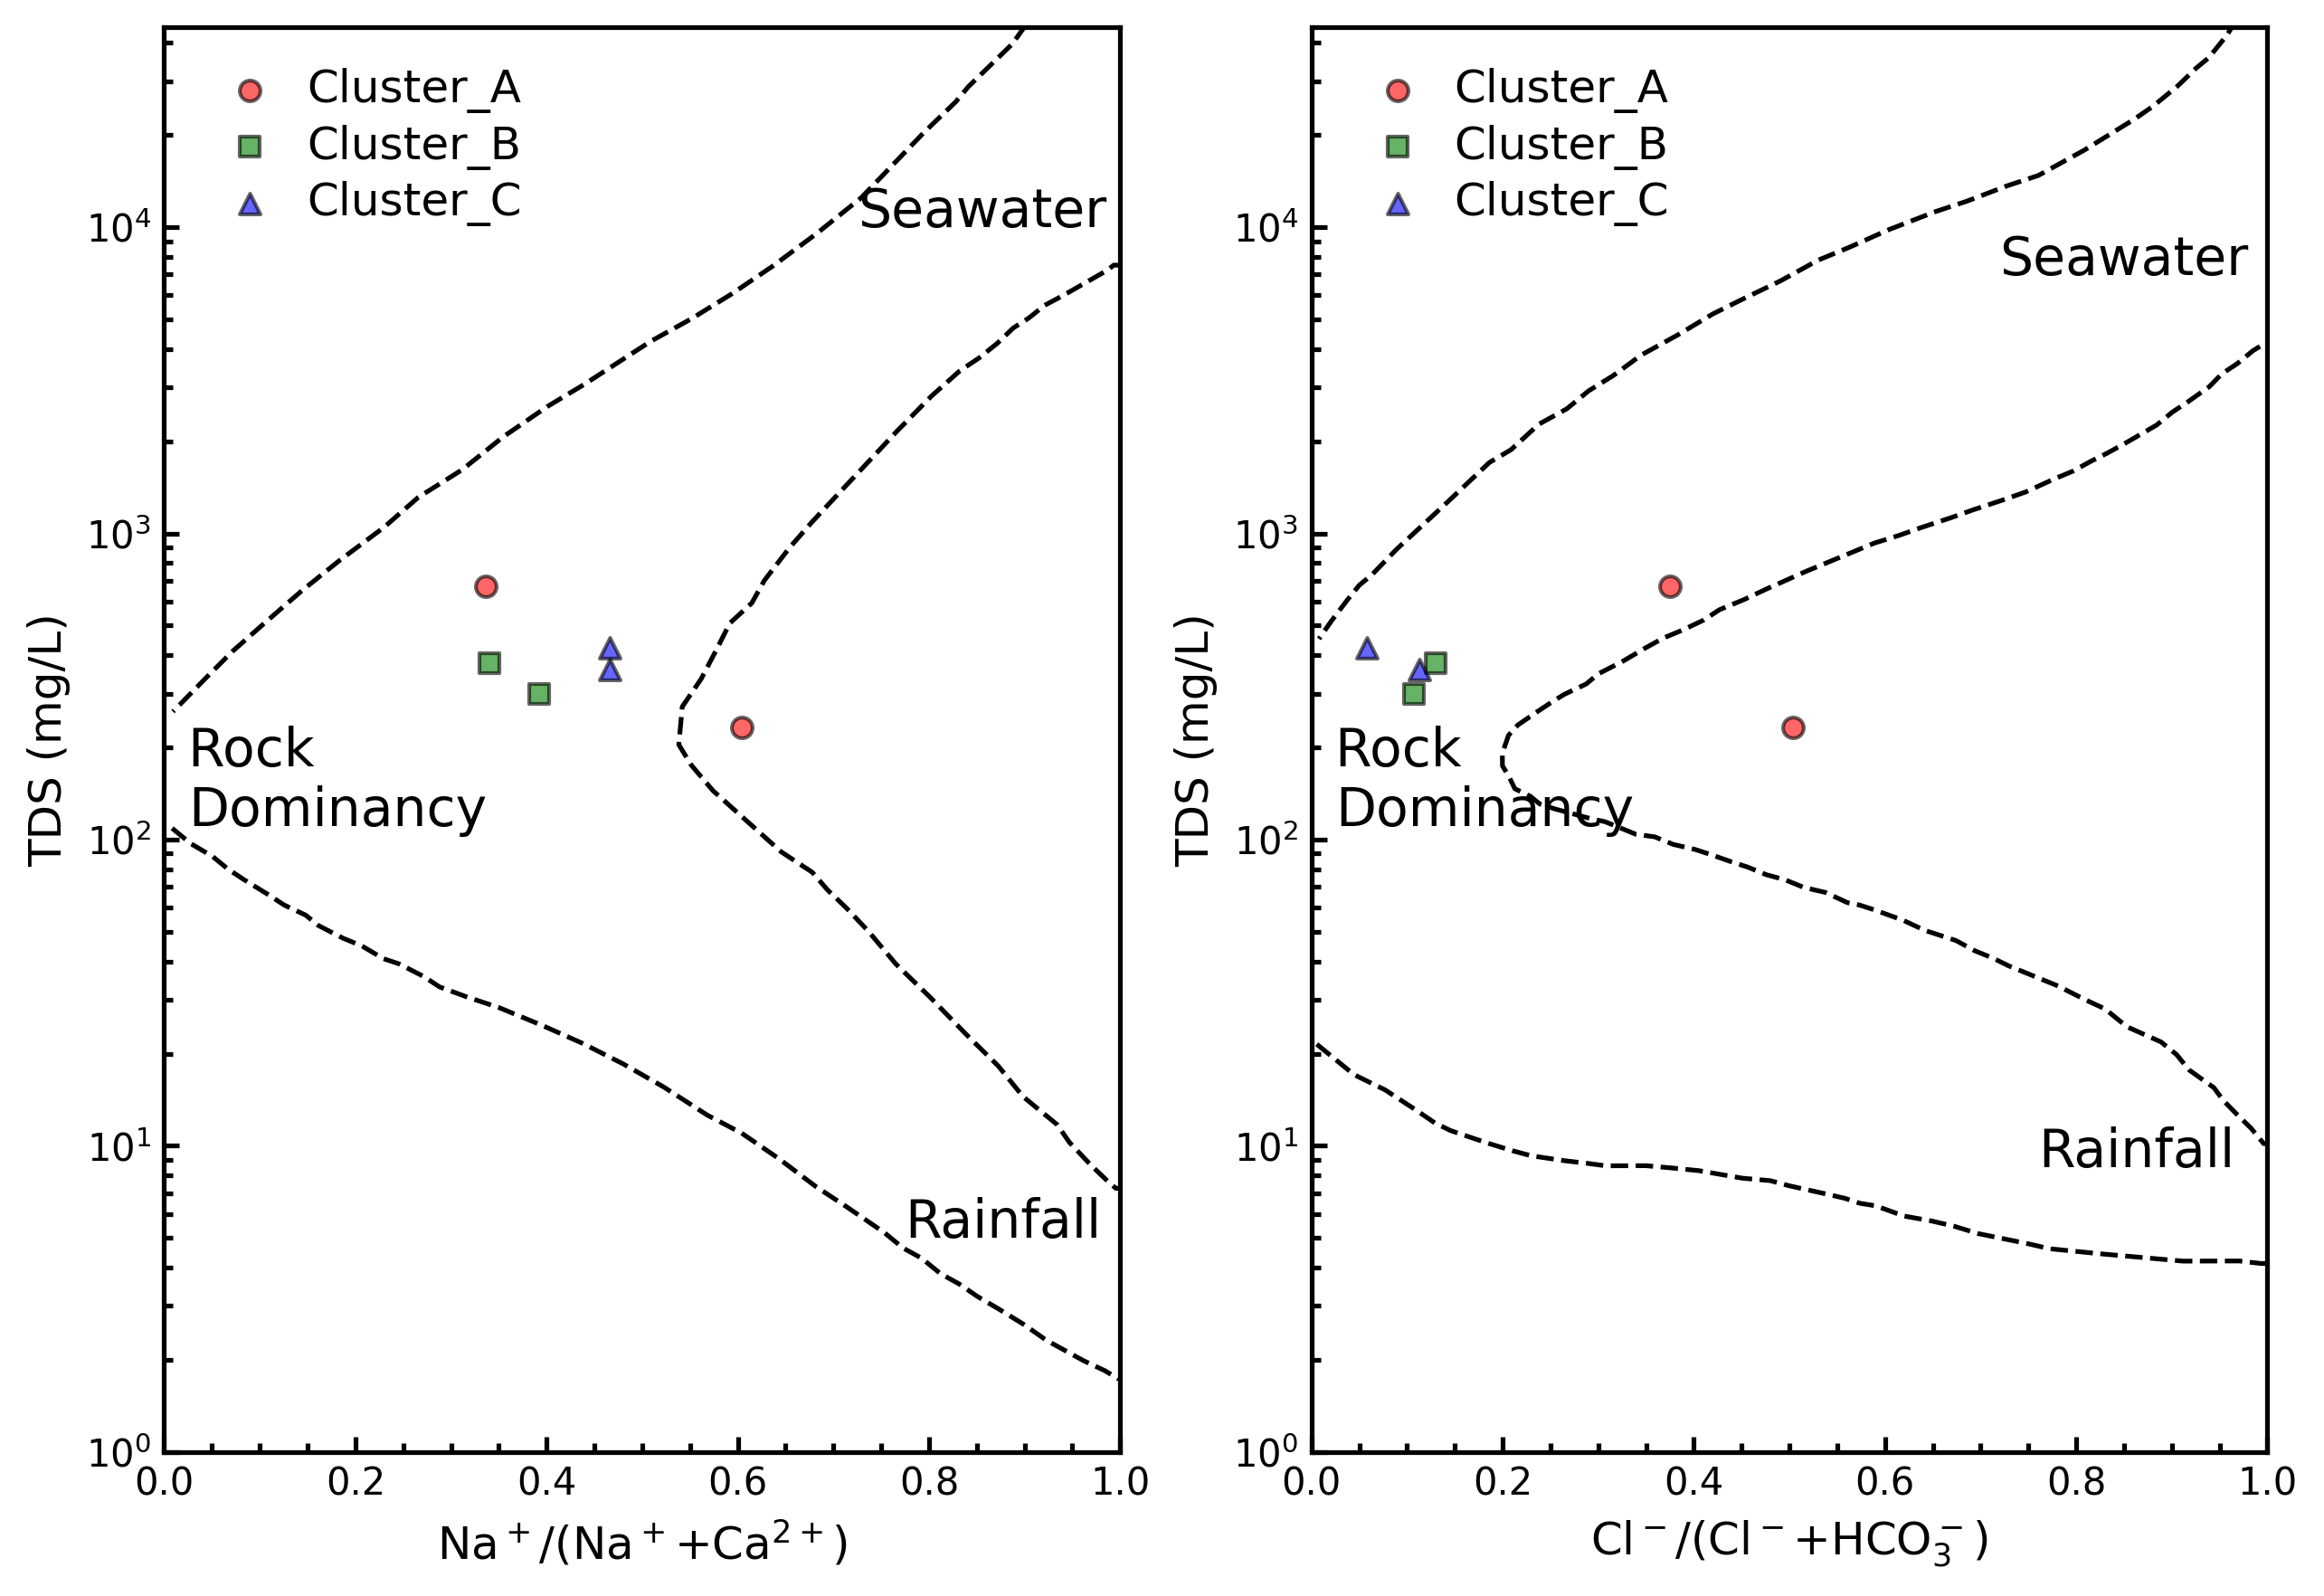 Cluster_A
Cluster_B
Cluster_C
Seawater
Rock
Dominancy
Rainfall
TDS (mg/L)
10⁴
10³
10²
10¹
10⁰
0.0 0.2 0.4 0.6 0.8 1.0
Na⁺/(Na⁺+Ca²⁺)
Cluster_A
Cluster_B
Cluster_C
Seawater
Rock
Dominancy
Rainfall
TDS (mg/L)
10⁴
10³
10²
10¹
10⁰
0.0 0.2 0.4 0.6 0.8 1.0
Cl⁻/(Cl⁻+HCO₃⁻)